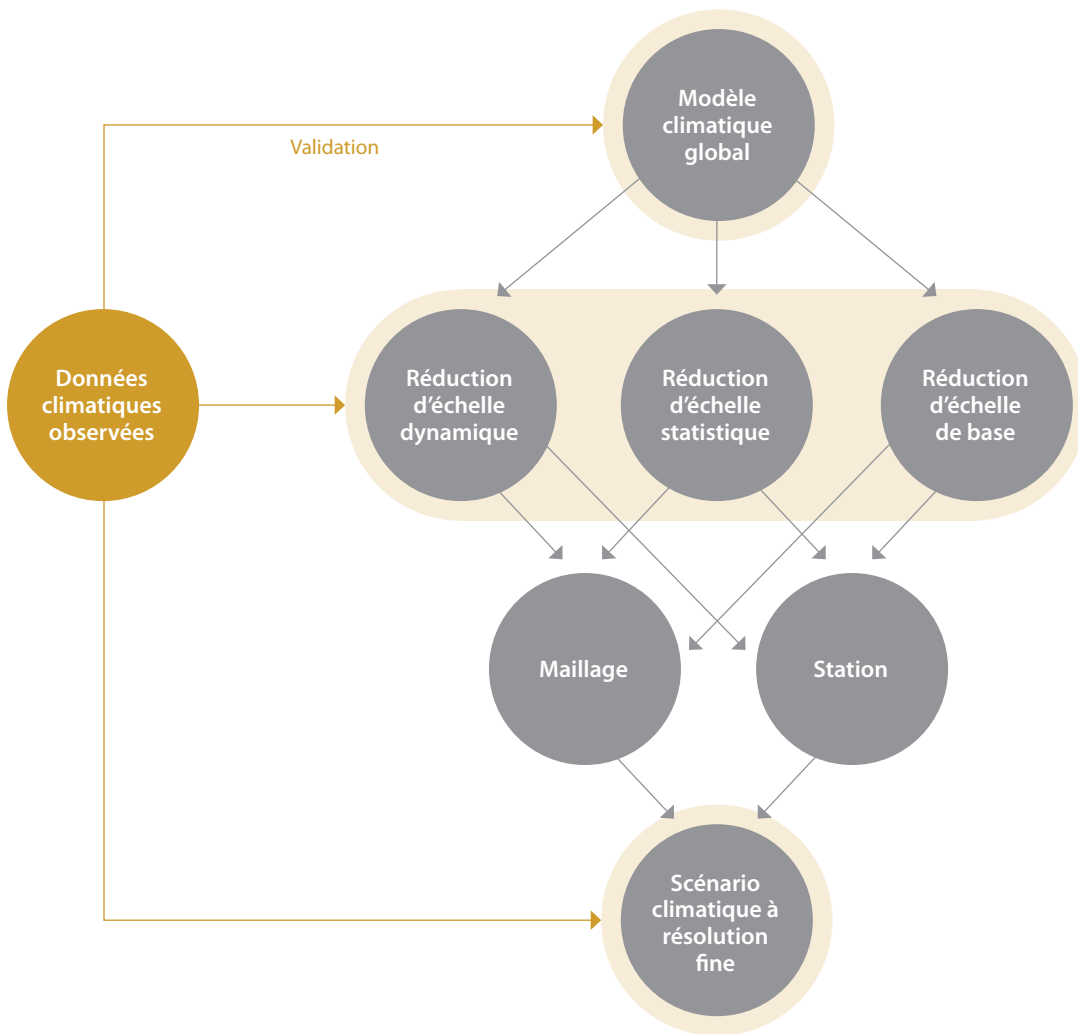 Modèle
climatique
global
Validation
Données
climatiques
observées
Réduction
d’échelle
dynamique
Réduction
d’échelle
statistique
Réduction
d’échelle
de base
Maillage
Station
Scénario
climatique à
résolution
fine